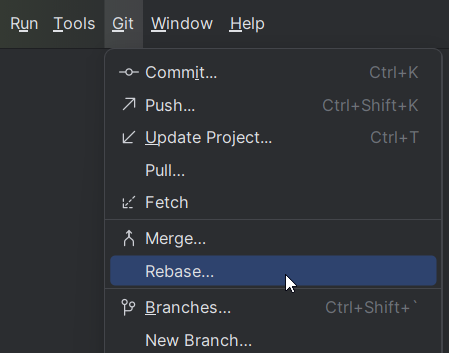 Run Tools Git Window Help
Commit... Ctrl+K
Push... Ctrl+Shift+K
Update Project... Ctrl+T
Pull...
Fetch
Merge...
Rebase...
Branches... Ctrl+Shift+`
New Branch...